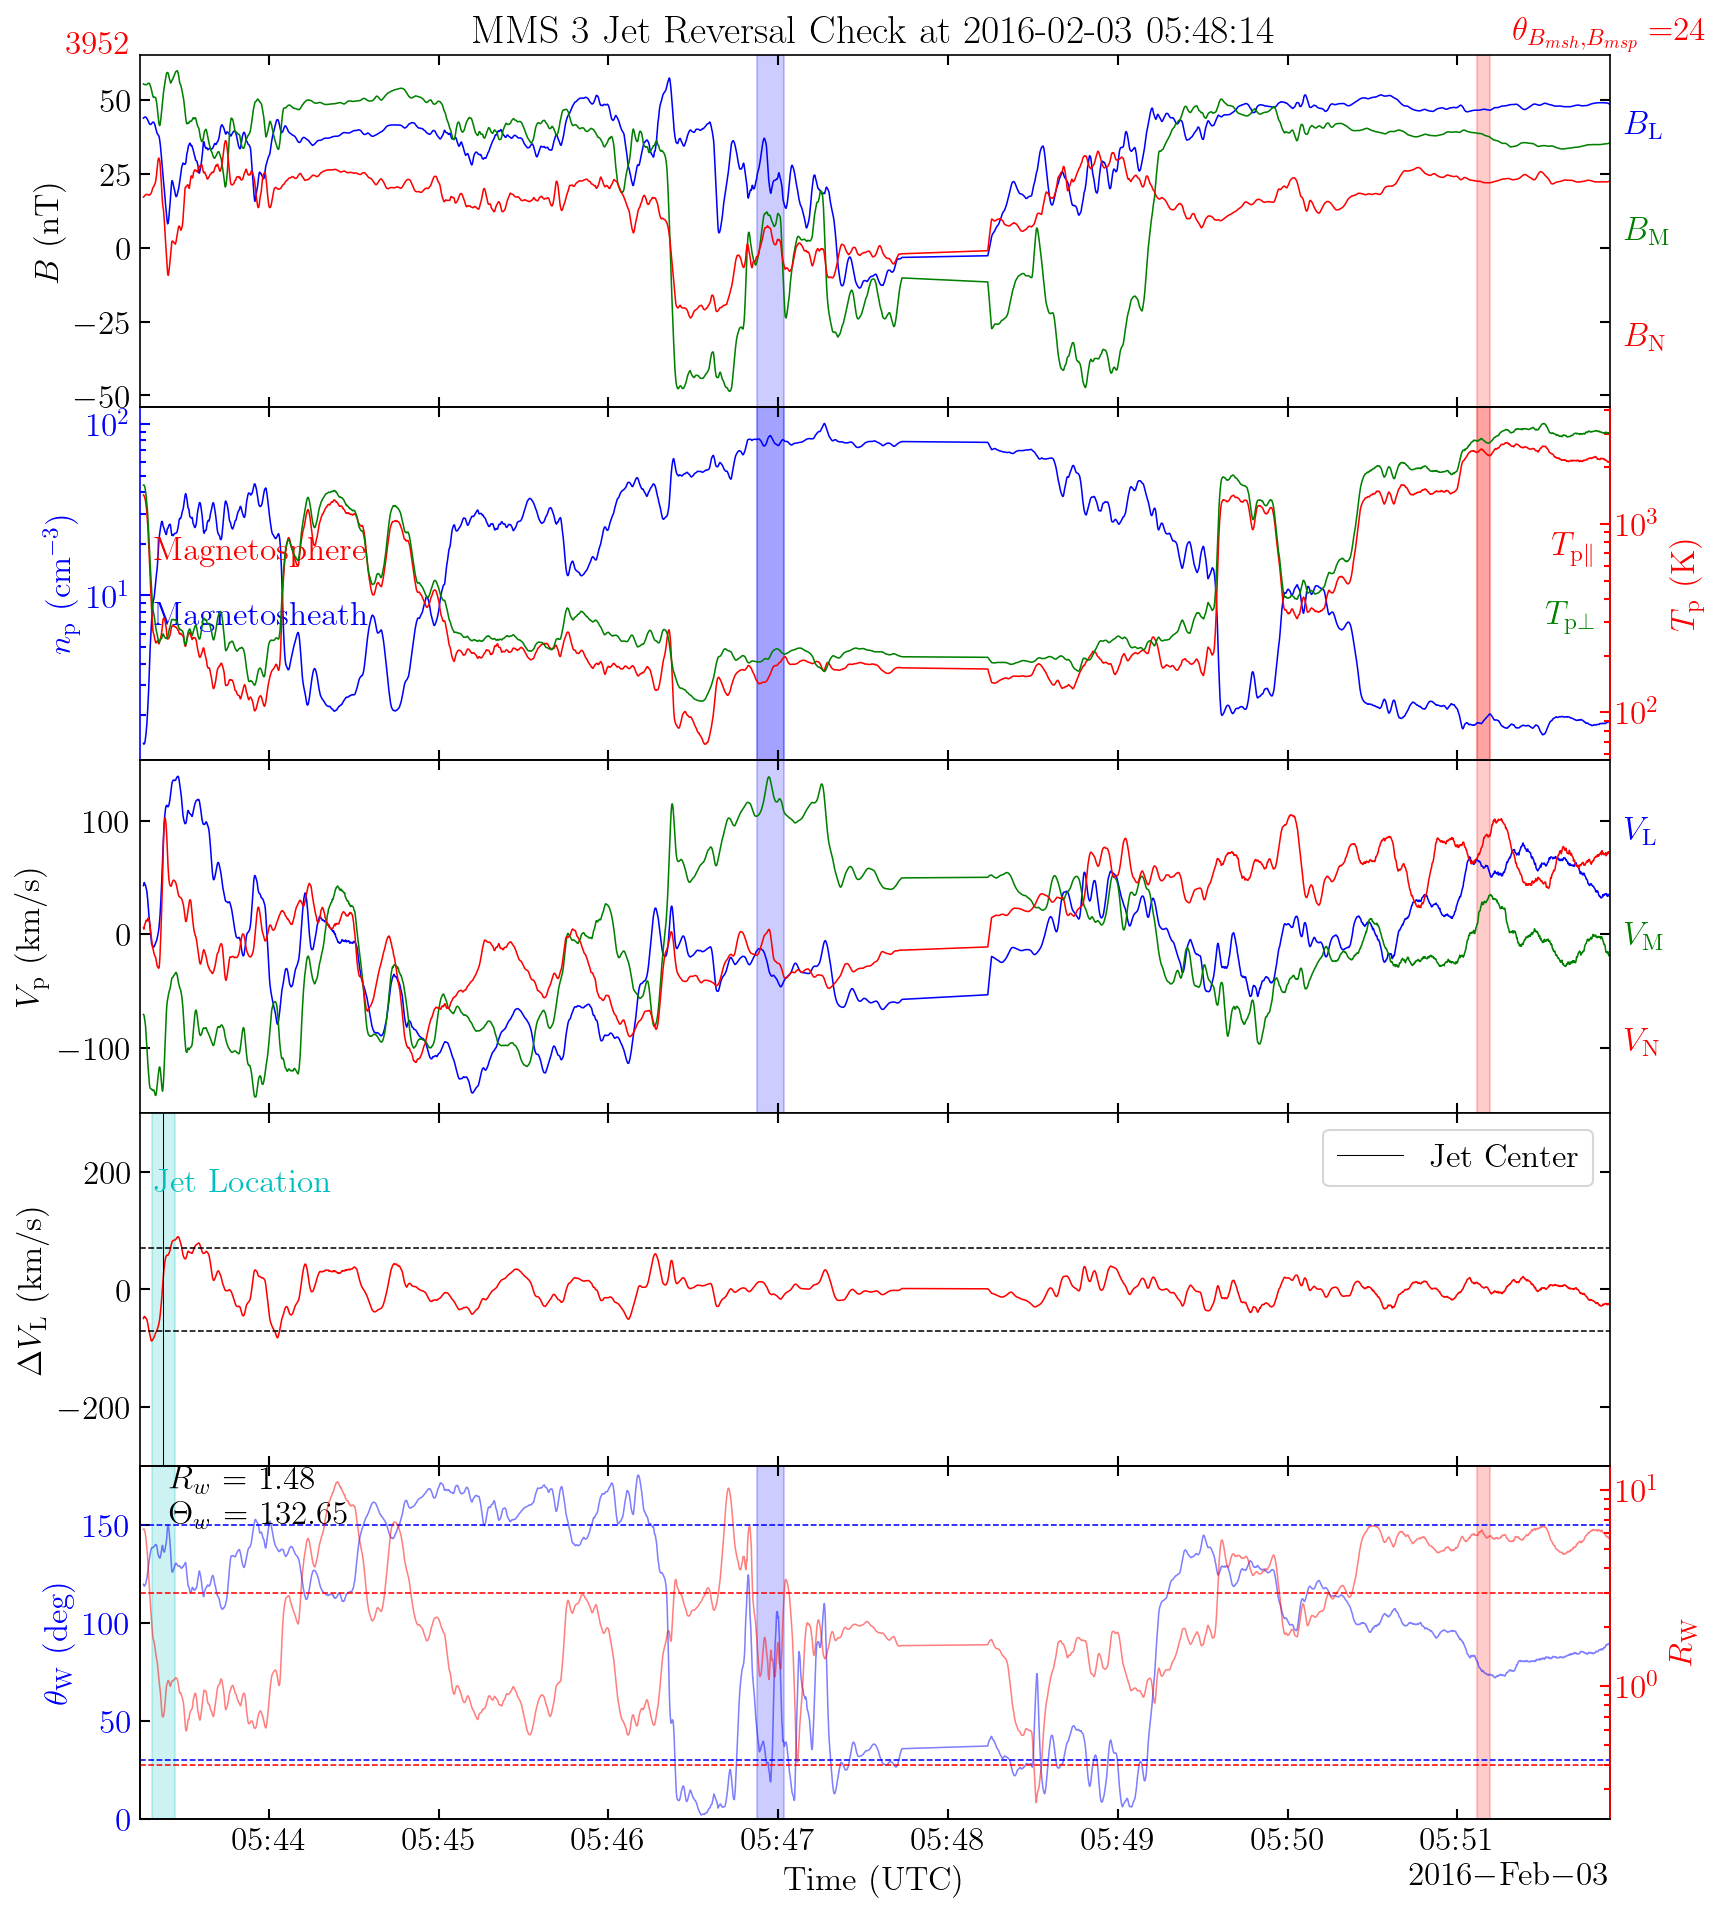 MMS 3 Jet Reversal Check at 2016-02-03 05:48:14
3952
θ_{B_{msh},B_{msp}} =24
50
25
0
−25
−50
B (nT)
B_L
B_M
B_N
10^2
10^1
n_p (cm^{−3})
Magnetosphere
Magnetosheath
T_{p∥}
T_{p⊥}
10^3
10^2
T_p (K)
100
0
−100
V_p (km/s)
V_L
V_M
V_N
200
0
−200
ΔV_L (km/s)
Jet Location
Jet Center
R_w = 1.48
Θ_w = 132.65
150
100
50
0
θ_W (deg)
10^1
10^0
R_W
05:44 05:45 05:46 05:47 05:48 05:49 05:50 05:51
Time (UTC)
2016−Feb−03